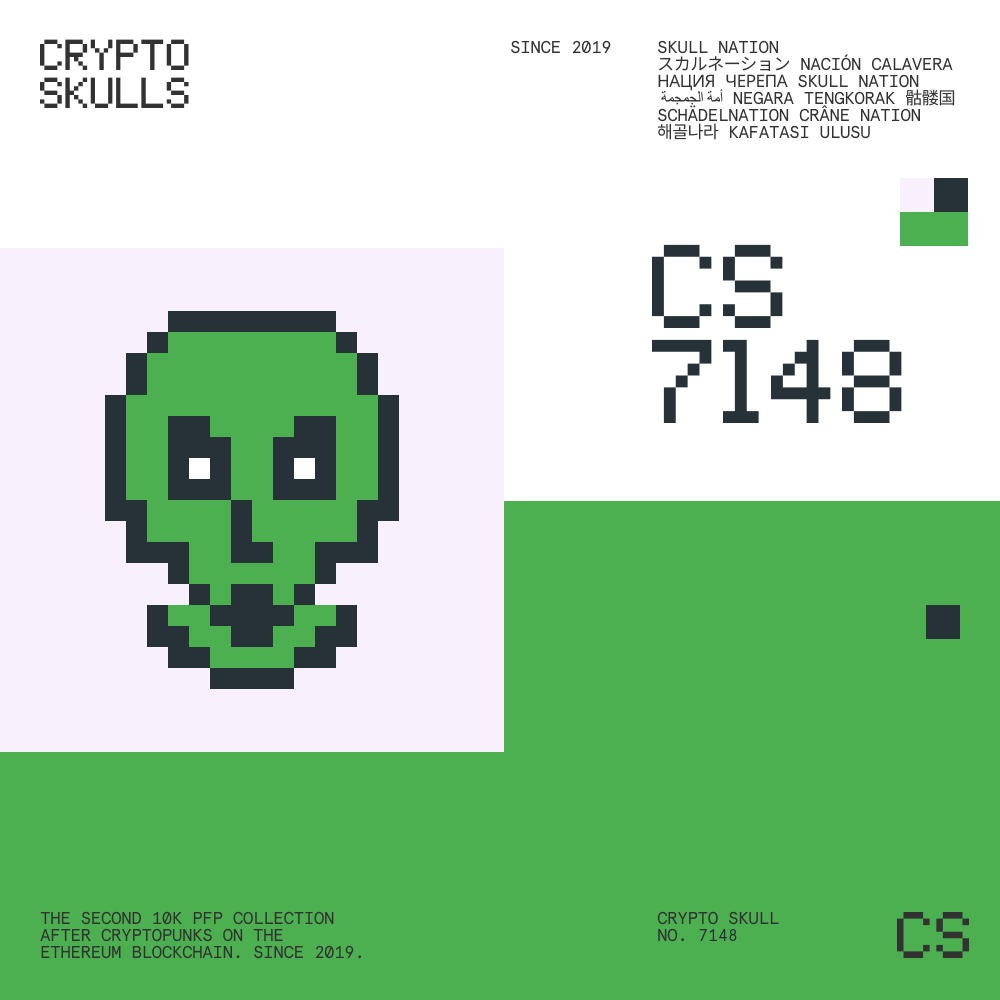 CRYPTO
SKULLS
SINCE 2019
SKULL NATION
スカルネーション NACIÓN CALAVERA
НАЦИЯ ЧЕРЕПА SKULL NATION
أمة الجمجمة NEGARA TENGKORAK 骷髅国
SCHÄDELNATION CRÂNE NATION
해골나라 KAFATASI ULUSU
CS
7148
THE SECOND 10K PFP COLLECTION
AFTER CRYPTOPUNKS ON THE
ETHEREUM BLOCKCHAIN. SINCE 2019.
CRYPTO SKULL
NO. 7148
CS